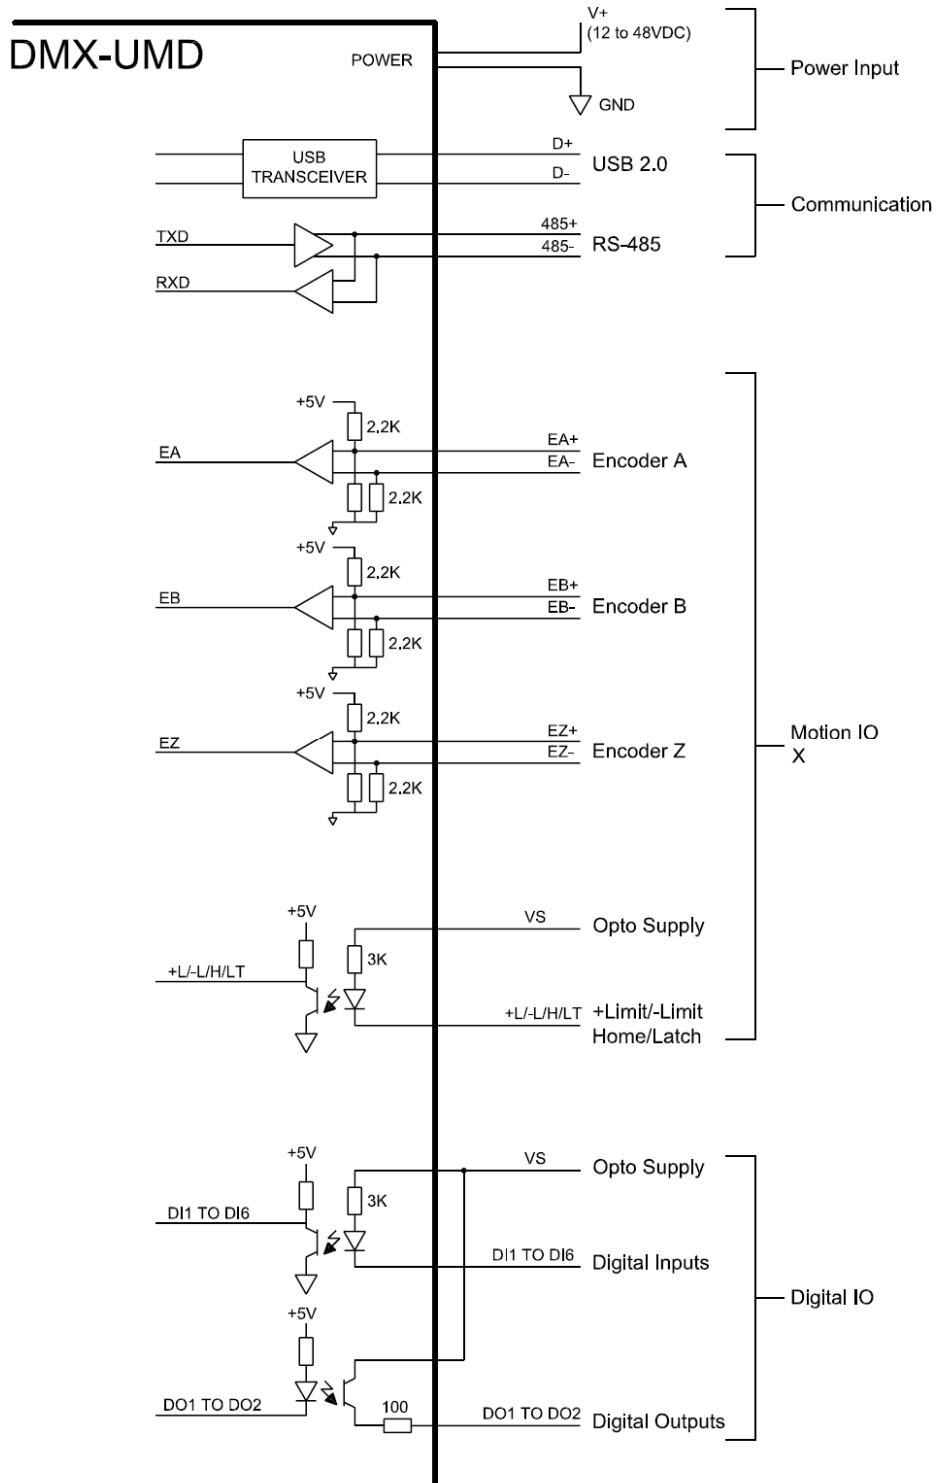 DMX-UMD
POWER
V+
(12 to 48VDC)
GND
Power Input
USB
TRANSCEIVER
D+
D-
USB 2.0
TXD
RXD
485+
485-
RS-485
Communication
+5V
2.2K
EA
EA+
EA-
Encoder A
2.2K
+5V
2.2K
EB
EB+
EB-
Encoder B
2.2K
+5V
2.2K
EZ
EZ+
EZ-
Encoder Z
2.2K
Motion IO
X
+5V
VS
Opto Supply
3K
+L/-L/H/LT
+L/-L/H/LT
+Limit/-Limit
Home/Latch
+5V
VS
Opto Supply
3K
DI1 TO DI6
DI1 TO DI6
Digital Inputs
Digital IO
+5V
DO1 TO DO2
100
DO1 TO DO2
Digital Outputs